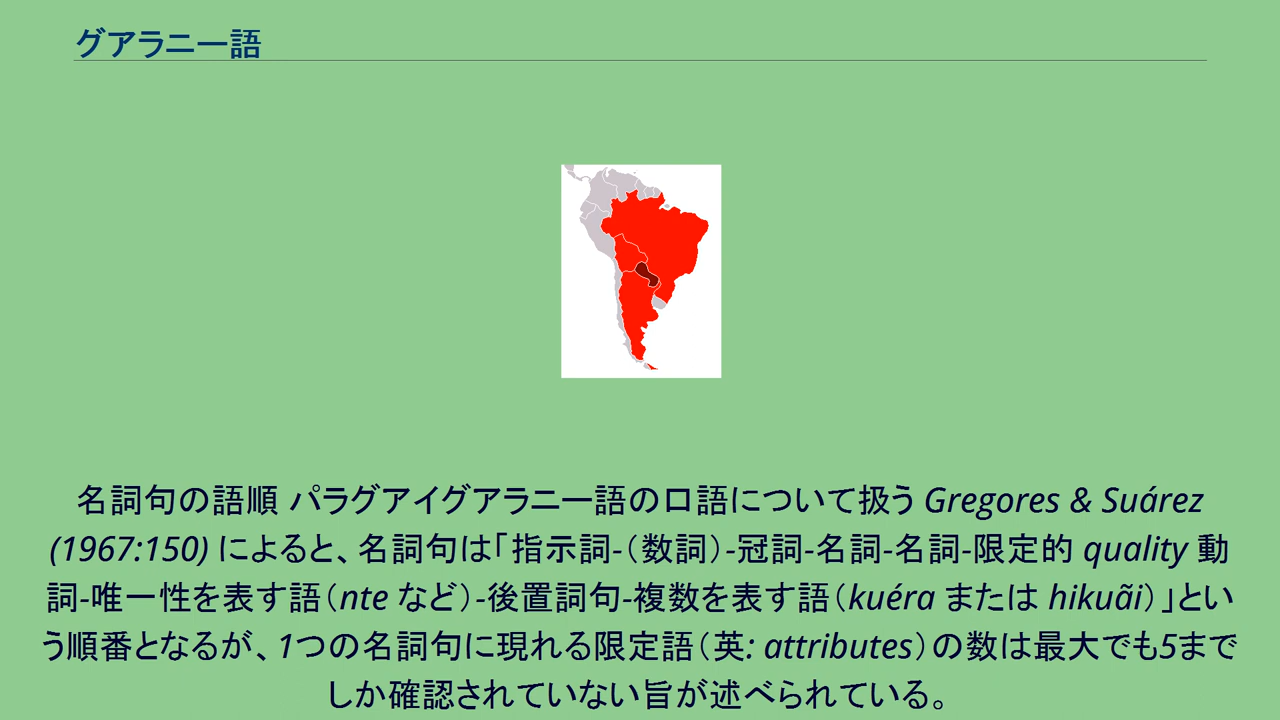 グアラニー語
名詞句の語順 パラグアイグアラニー語の口語について扱う Gregores & Suárez
(1967:150) によると、名詞句は「指示詞-（数詞）-冠詞-名詞-名詞-限定的 quality 動
詞-唯一性を表す語（nte など）-後置詞句-複数を表す語（kuéra または hikuãi）」とい
う順番となるが、1つの名詞句に現れる限定語（英: attributes）の数は最大でも5まで
しか確認されていない旨が述べられている。